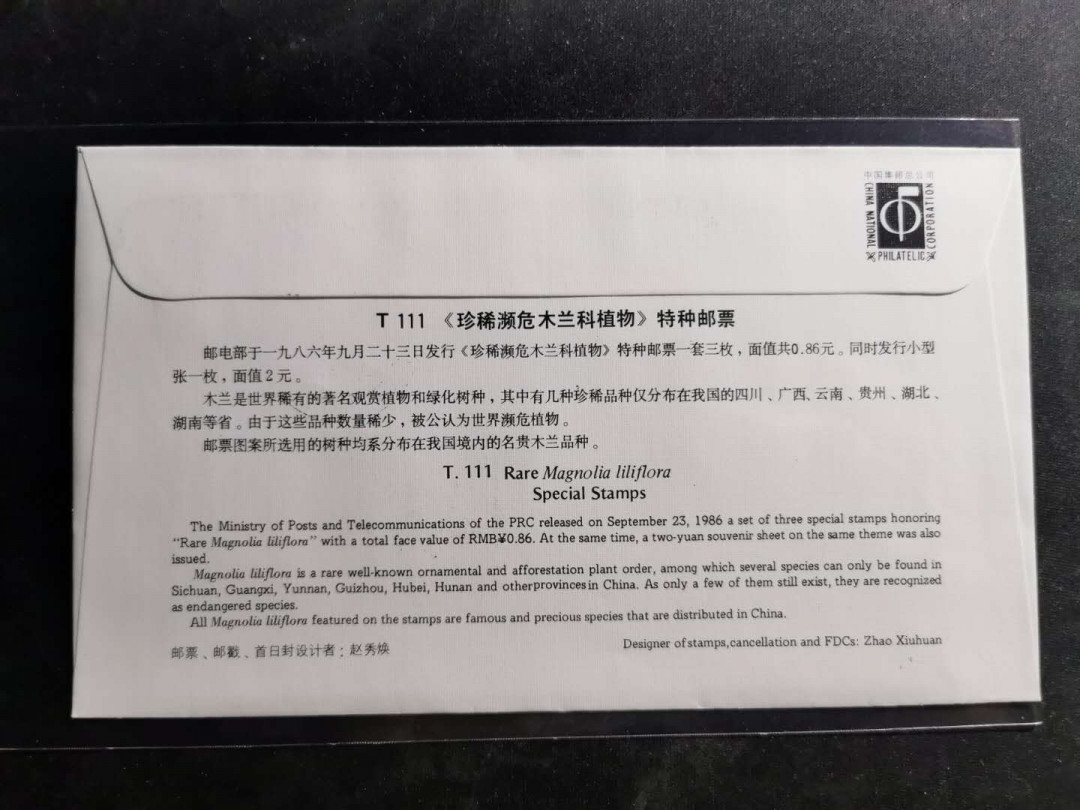 中国集邮总公司
CHINA NATIONAL
PHILATELIC
CORPORATION
T 111 《珍稀濒危木兰科植物》特种邮票
邮电部于一九八六年九月二十三日发行《珍稀濒危木兰科植物》特种邮票一套三枚，面值共0.86元。同时发行小型
张一枚，面值2元。
木兰是世界稀有的著名观赏植物和绿化树种，其中有几种珍稀品种仅分布在我国的四川、广西、云南、贵州、湖北、
湖南等省。由于这些品种数量稀少，被公认为世界濒危植物。
邮票图案所选用的树种均系分布在我国境内的名贵木兰品种。
T. 111 Rare Magnolia liliflora
Special Stamps
The Ministry of Posts and Telecommunications of the PRC released on September 23, 1986 a set of three special stamps honoring
"Rare Magnolia liliflora" with a total face value of RMB¥0.86. At the same time, a two-yuan souvenir sheet on the same theme was also
issued.
Magnolia liliflora is a rare well-known ornamental and afforestation plant order, among which several species can only be found in
Sichuan, Guangxi, Yunnan, Guizhou, Hubei, Hunan and otherprovinces in China. As only a few of them still exist, they are recognized
as endangered species.
All Magnolia liliflora featured on the stamps are famous and precious species that are distributed in China.
邮票、邮戳、首日封设计者：赵秀焕
Designer of stamps,cancellation and FDCs: Zhao Xiuhuan